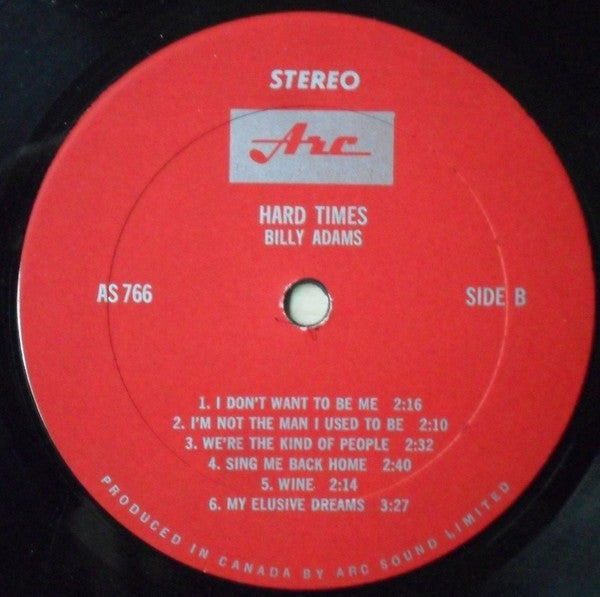 STEREO
Arc
HARD TIMES
BILLY ADAMS
AS 766
SIDE B
1. I DON'T WANT TO BE ME 2:16
2. I'M NOT THE MAN I USED TO BE 2:10
3. WE'RE THE KIND OF PEOPLE 2:32
4. SING ME BACK HOME 2:40
5. WINE 2:14
6. MY ELUSIVE DREAMS 3:27
PRODUCED IN CANADA BY ARC SOUND LIMITED